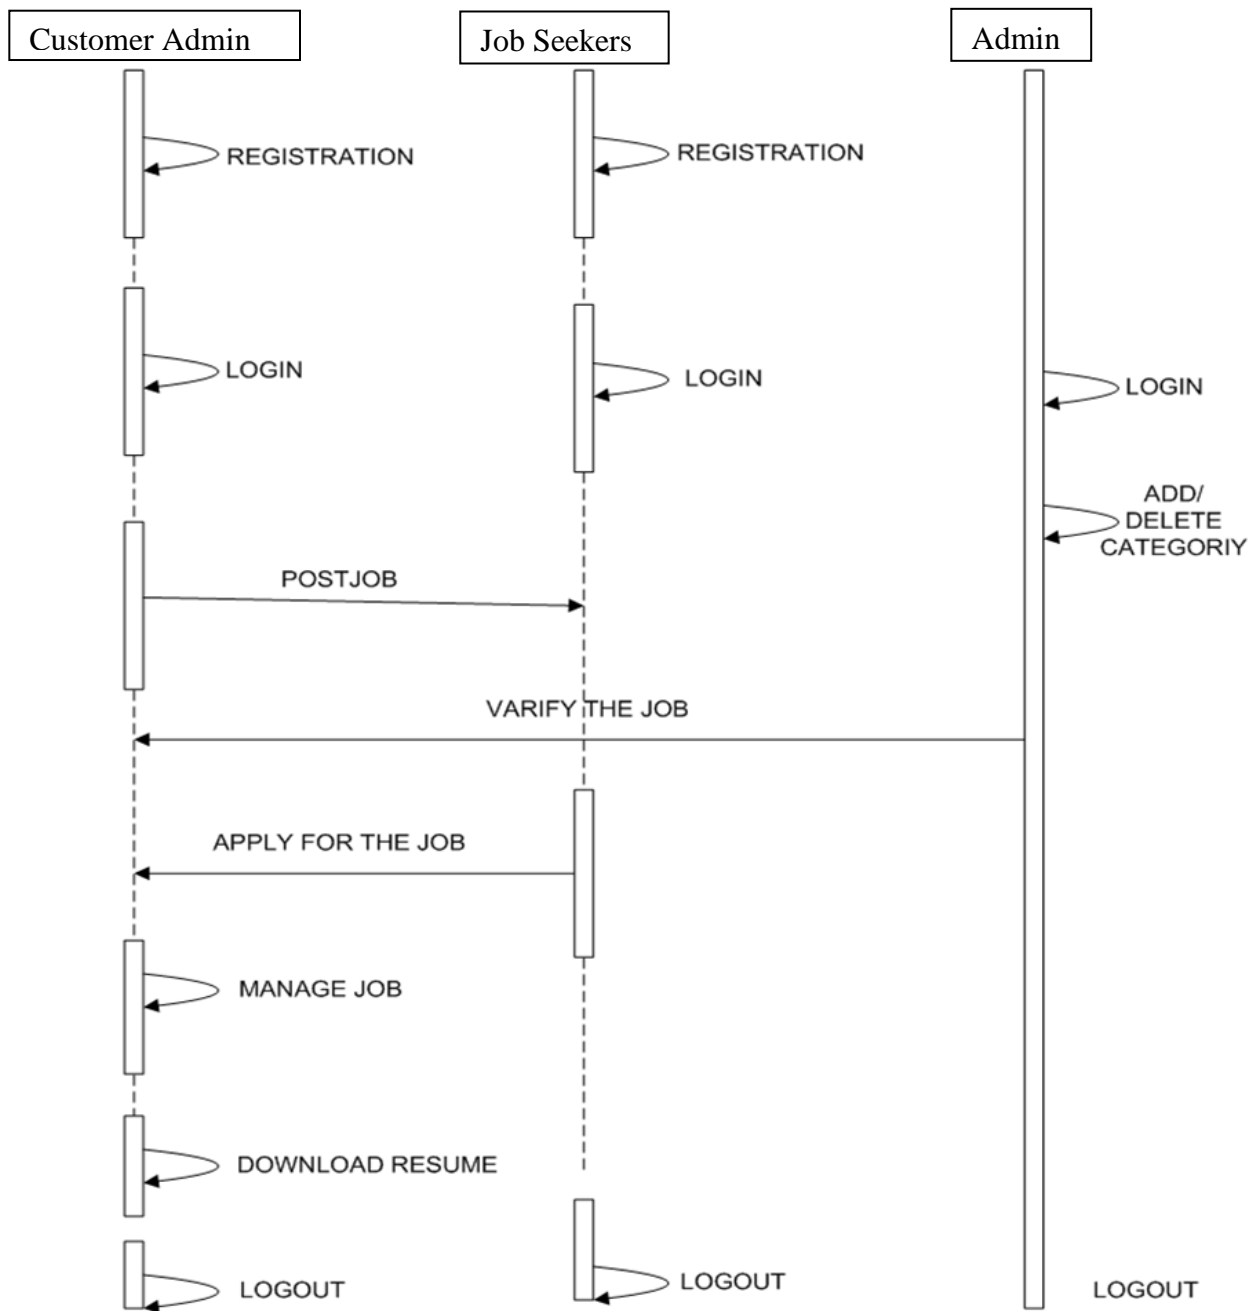 Customer Admin
Job Seekers
Admin
REGISTRATION
REGISTRATION
LOGIN
LOGIN
LOGIN
ADD/
DELETE
CATEGORIY
POSTJOB
VARIFY THE JOB
APPLY FOR THE JOB
MANAGE JOB
DOWNLOAD RESUME
LOGOUT
LOGOUT
LOGOUT